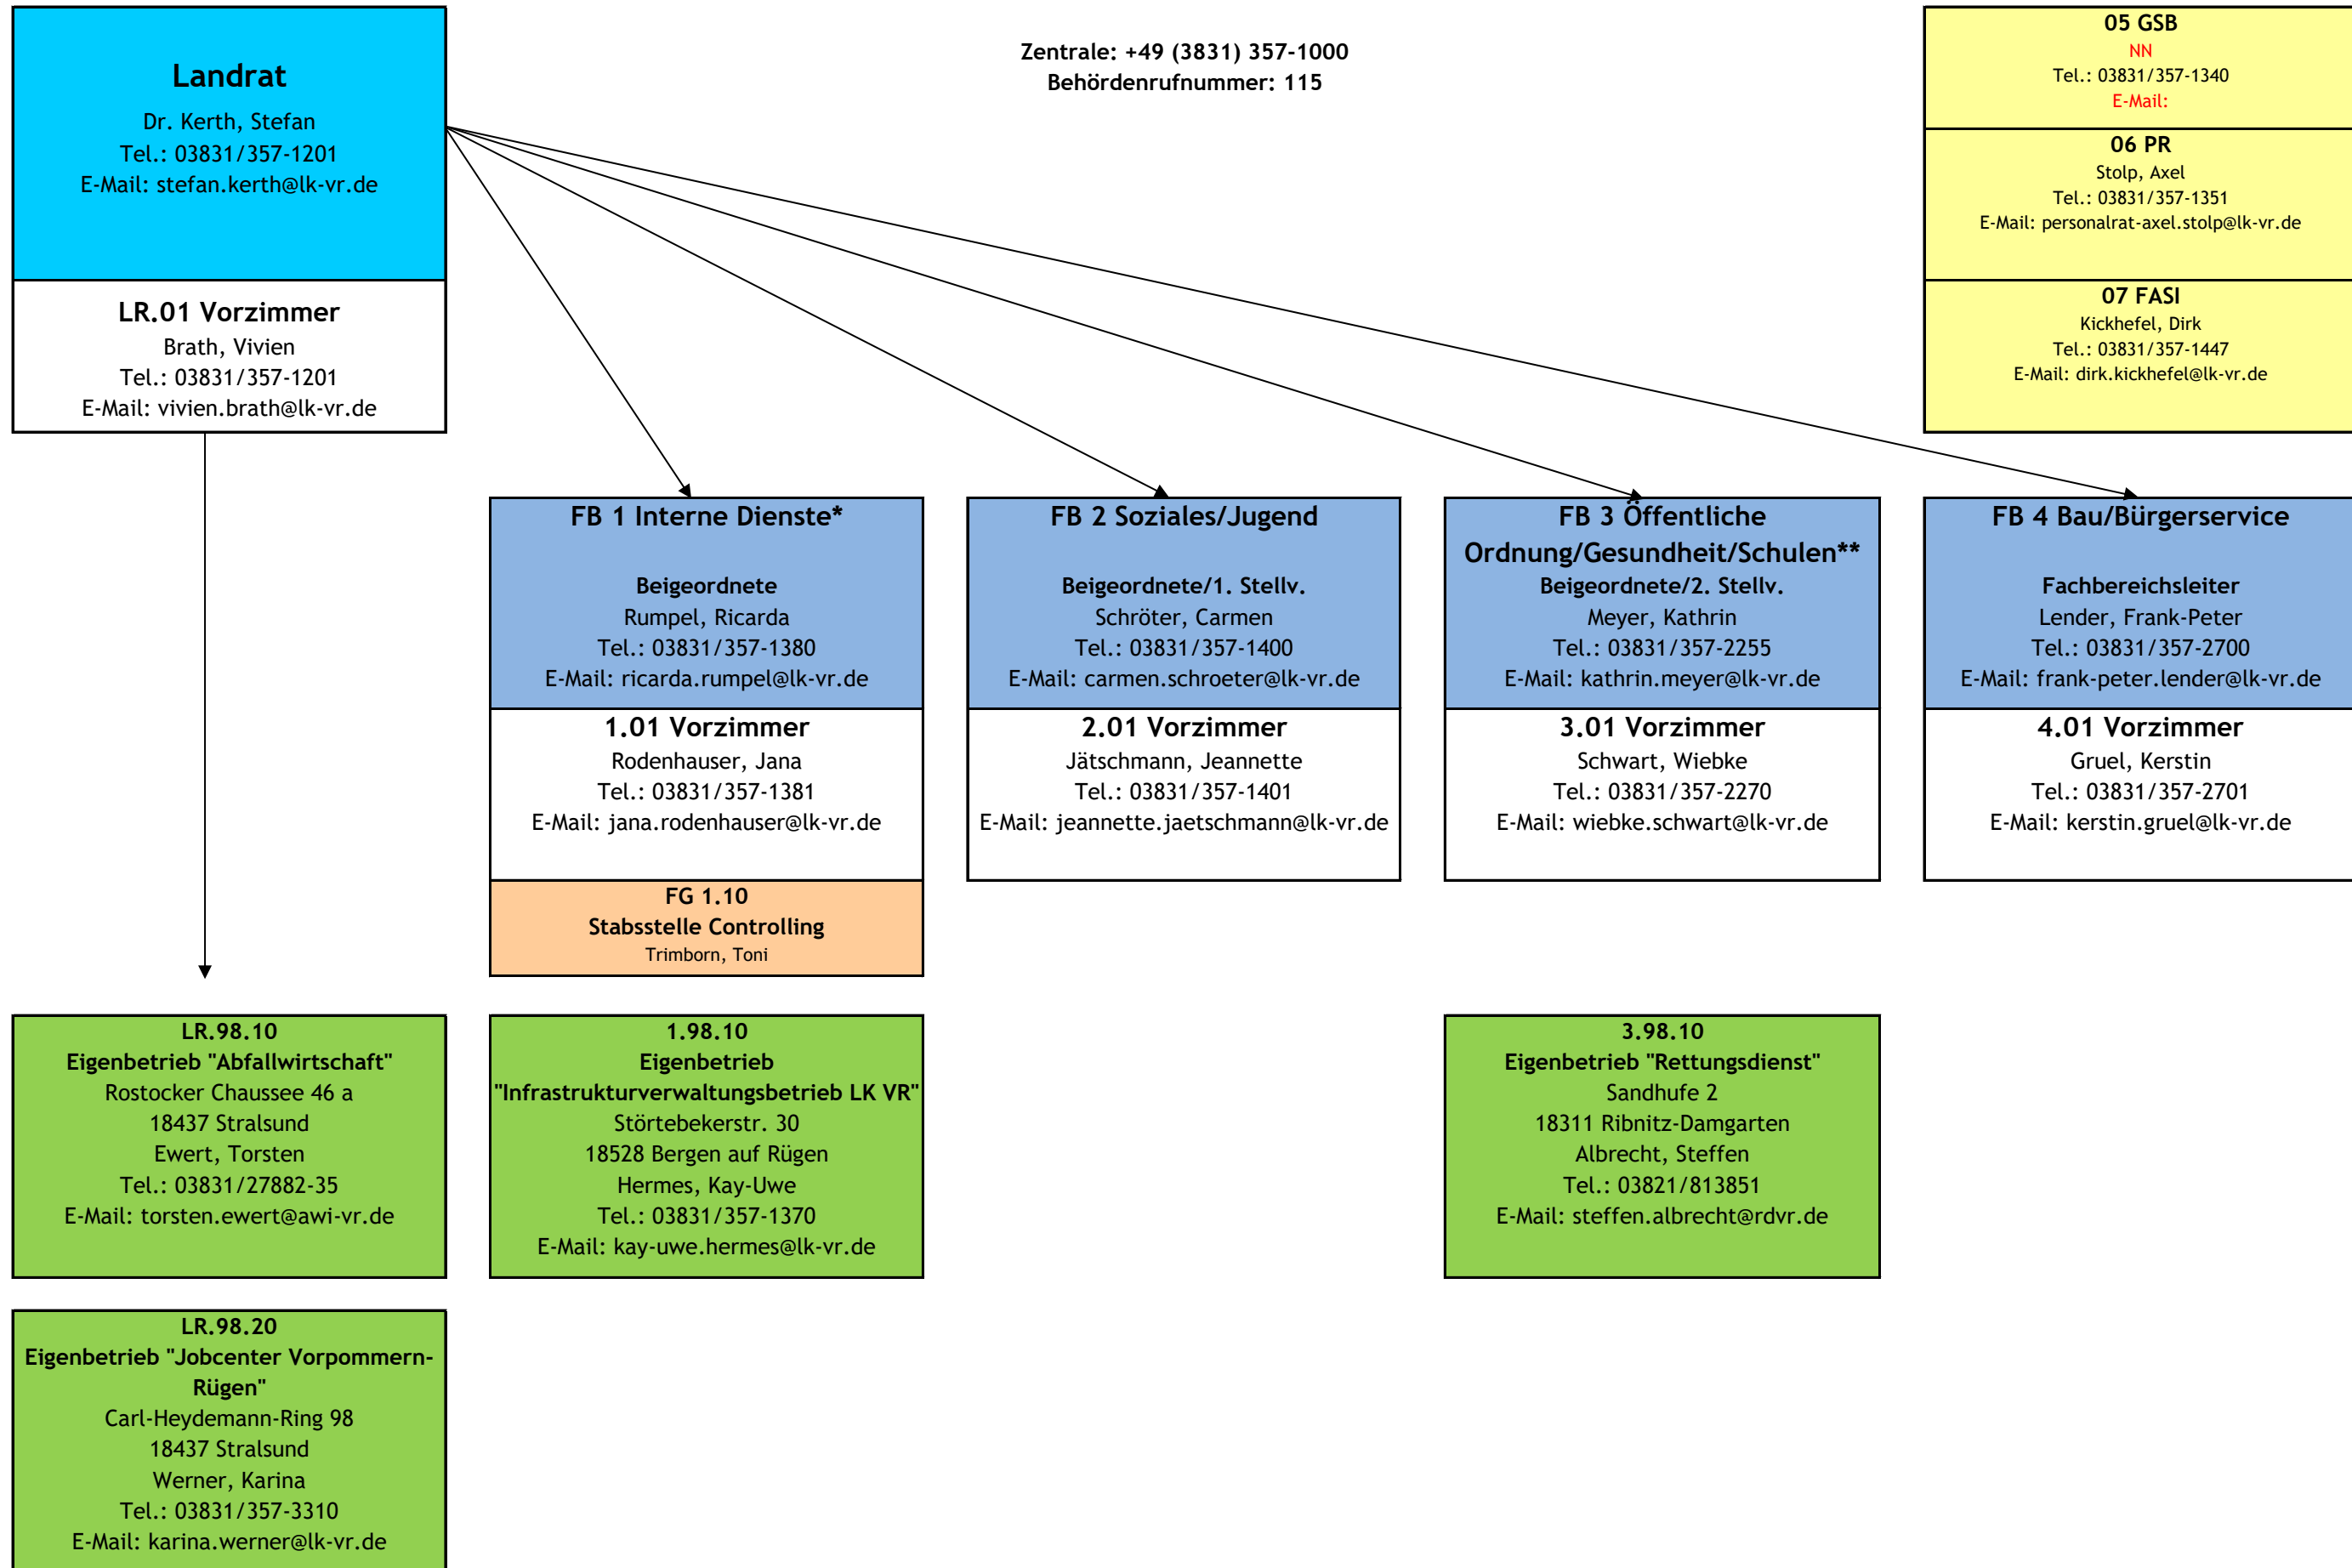 Landrat
Dr. Kerth, Stefan
Tel.: 03831/357-1201
E-Mail: stefan.kerth@lk-vr.de
LR.01 Vorzimmer
Brath, Vivien
Tel.: 03831/357-1201
E-Mail: vivien.brath@lk-vr.de
Zentrale: +49 (3831) 357-1000
Behördenrufnummer: 115
05 GSB
NN
Tel.: 03831/357-1340
E-Mail:
06 PR
Stolp, Axel
Tel.: 03831/357-1351
E-Mail: personalrat-axel.stolp@lk-vr.de
07 FASI
Kickhefel, Dirk
Tel.: 03831/357-1447
E-Mail: dirk.kickhefel@lk-vr.de
FB 1 Interne Dienste*
Beigeordnete
Rumpel, Ricarda
Tel.: 03831/357-1380
E-Mail: ricarda.rumpel@lk-vr.de
1.01 Vorzimmer
Rodenhauser, Jana
Tel.: 03831/357-1381
E-Mail: jana.rodenhauser@lk-vr.de
FG 1.10
Stabsstelle Controlling
Trimborn, Toni
FB 2 Soziales/Jugend
Beigeordnete/1. Stellv.
Schröter, Carmen
Tel.: 03831/357-1400
E-Mail: carmen.schroeter@lk-vr.de
2.01 Vorzimmer
Jätschmann, Jeannette
Tel.: 03831/357-1401
E-Mail: jeannette.jaetschmann@lk-vr.de
FB 3 Öffentliche
Ordnung/Gesundheit/Schulen**
Beigeordnete/2. Stellv.
Meyer, Kathrin
Tel.: 03831/357-2255
E-Mail: kathrin.meyer@lk-vr.de
3.01 Vorzimmer
Schwart, Wiebke
Tel.: 03831/357-2270
E-Mail: wiebke.schwart@lk-vr.de
FB 4 Bau/Bürgerservice
Fachbereichsleiter
Lender, Frank-Peter
Tel.: 03831/357-2700
E-Mail: frank-peter.lender@lk-vr.de
4.01 Vorzimmer
Gruel, Kerstin
Tel.: 03831/357-2701
E-Mail: kerstin.gruel@lk-vr.de
LR.98.10
Eigenbetrieb "Abfallwirtschaft"
Rostocker Chaussee 46 a
18437 Stralsund
Ewert, Torsten
Tel.: 03831/27882-35
E-Mail: torsten.ewert@awi-vr.de
1.98.10
Eigenbetrieb
"Infrastrukturverwaltungsbetrieb LK VR"
Störtebekerstr. 30
18528 Bergen auf Rügen
Hermes, Kay-Uwe
Tel.: 03831/357-1370
E-Mail: kay-uwe.hermes@lk-vr.de
3.98.10
Eigenbetrieb "Rettungsdienst"
Sandhufe 2
18311 Ribnitz-Damgarten
Albrecht, Steffen
Tel.: 03821/813851
E-Mail: steffen.albrecht@rdvr.de
LR.98.20
Eigenbetrieb "Jobcenter Vorpommern-
Rügen"
Carl-Heydemann-Ring 98
18437 Stralsund
Werner, Karina
Tel.: 03831/357-3310
E-Mail: karina.werner@lk-vr.de